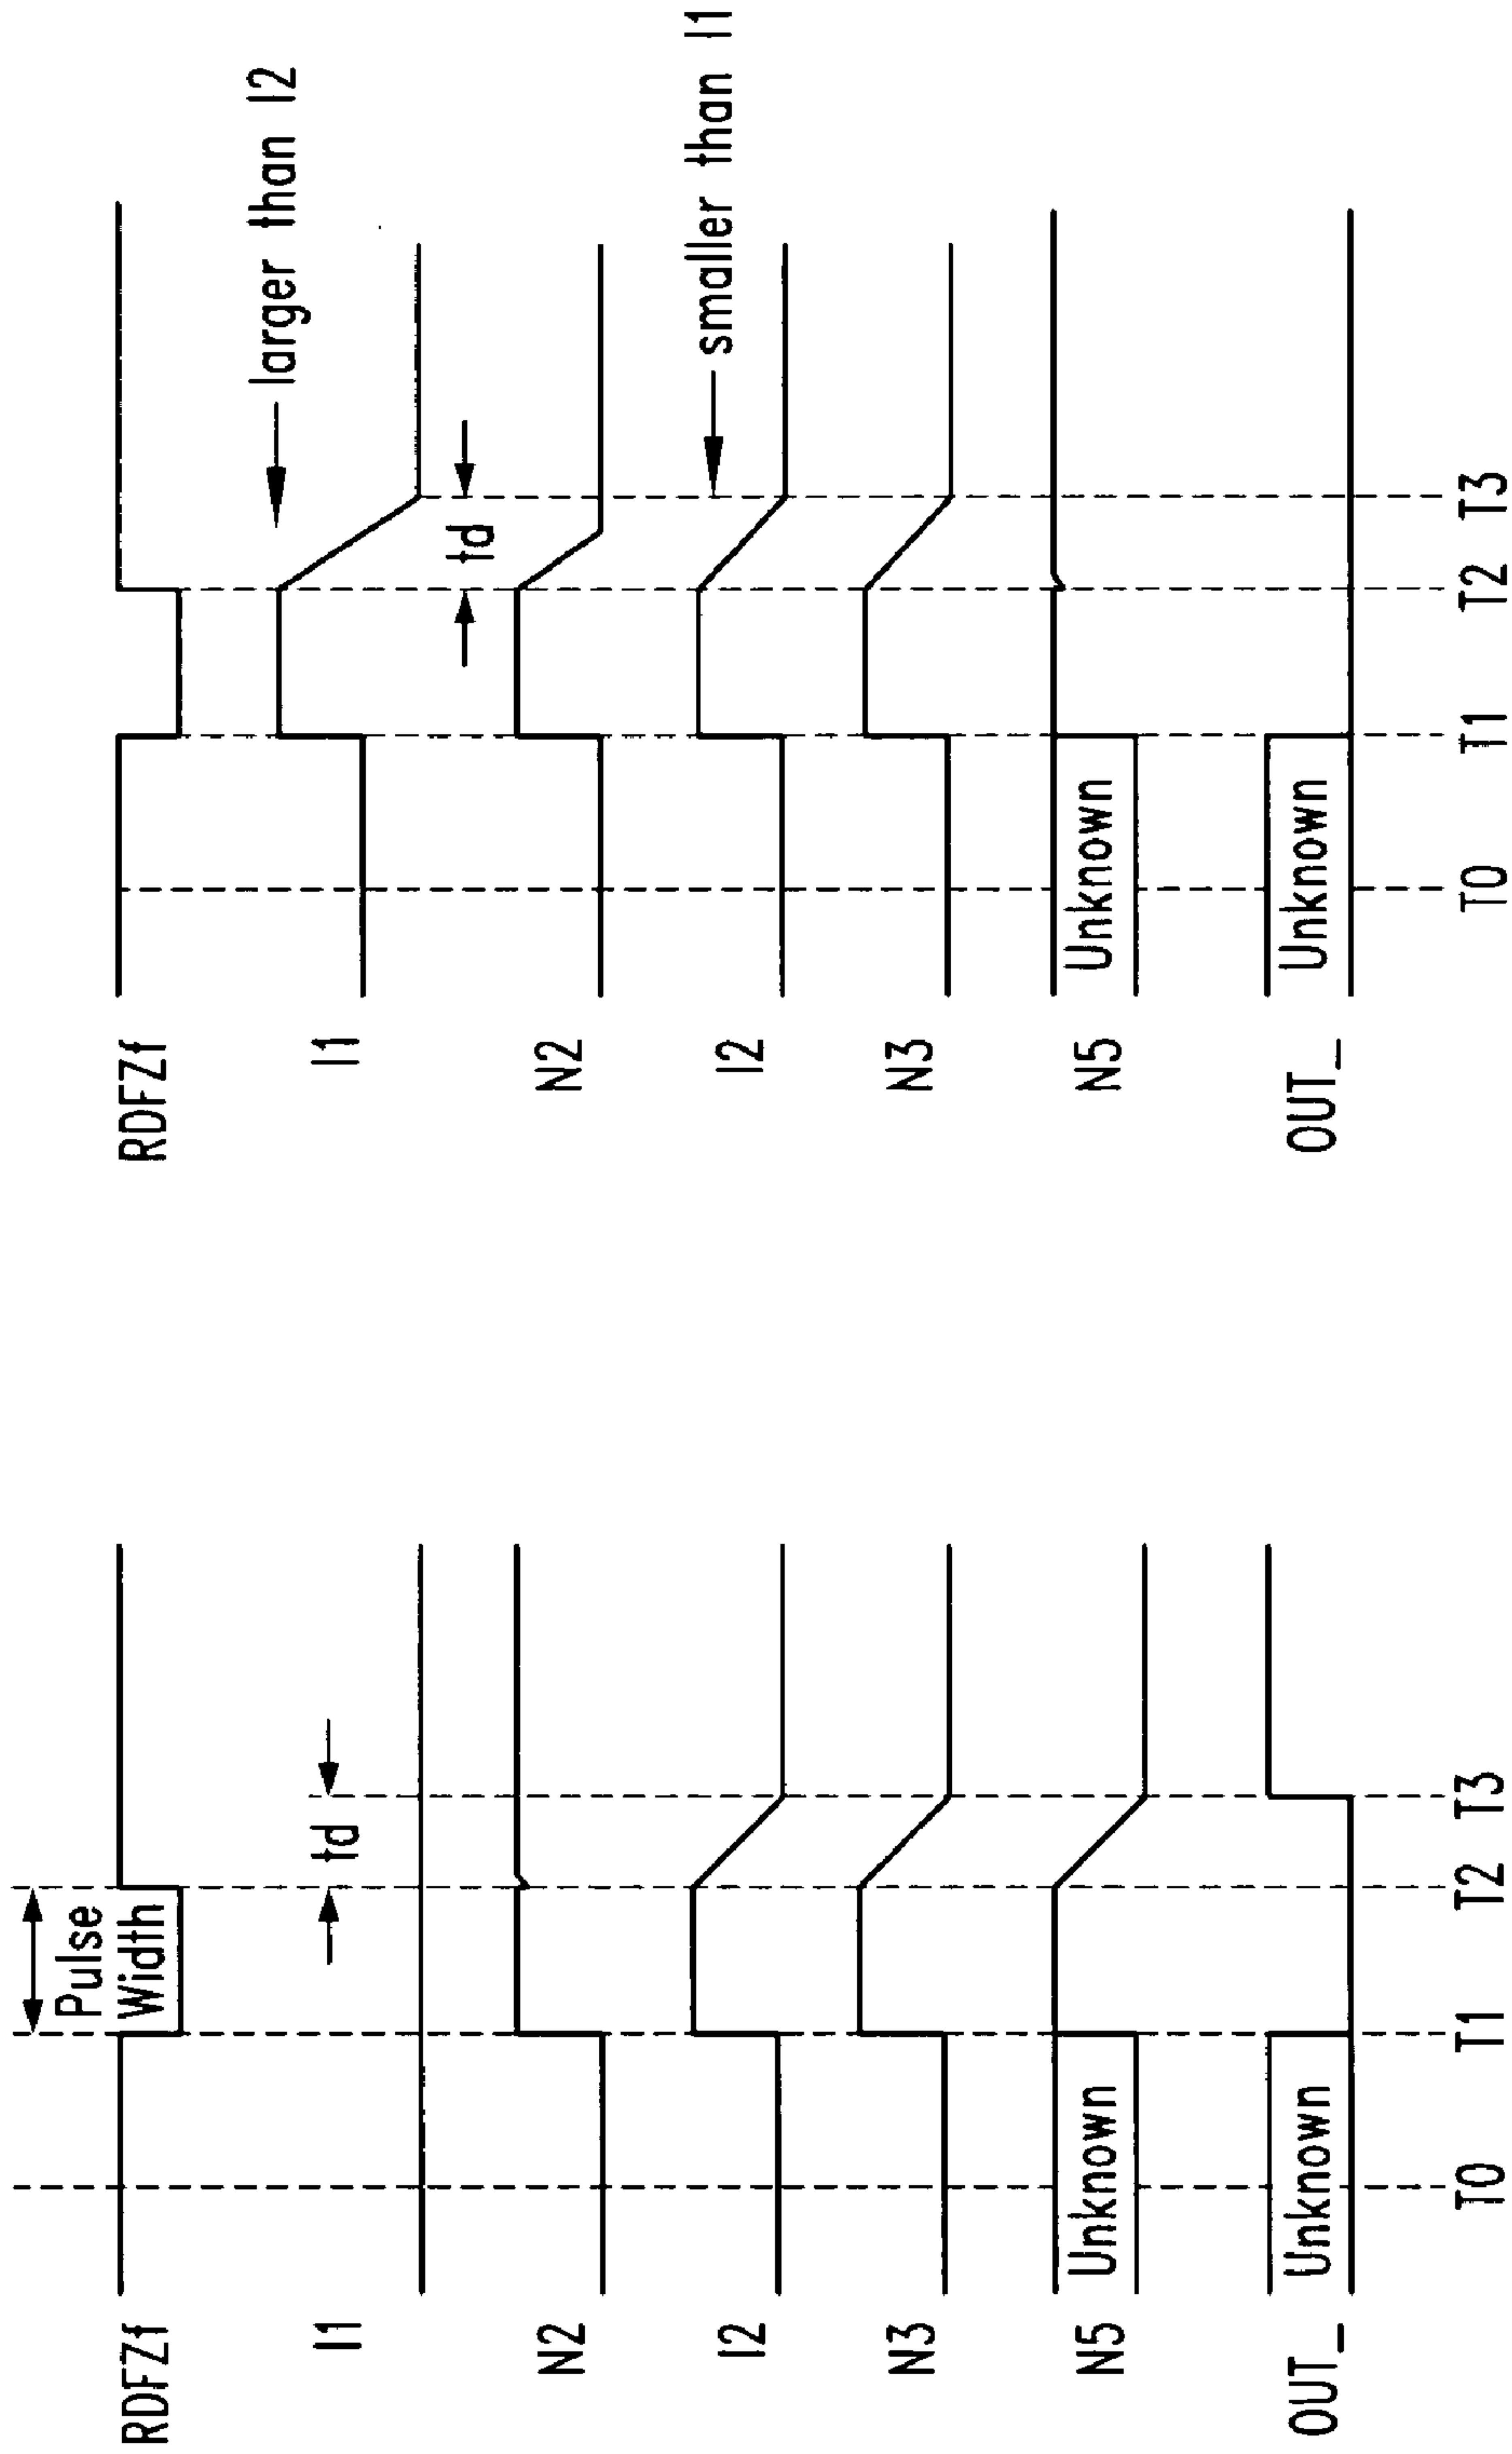 Pulse
Width
RDFZf
I1
td
N2
I2
N3
N5
Unknown
OUT_
Unknown
T0 T1 T2 T3
RDFZf
larger than I2
I1
td
N2
smaller than I1
I2
N3
N5
Unknown
OUT_
Unknown
T0 T1 T2 T3